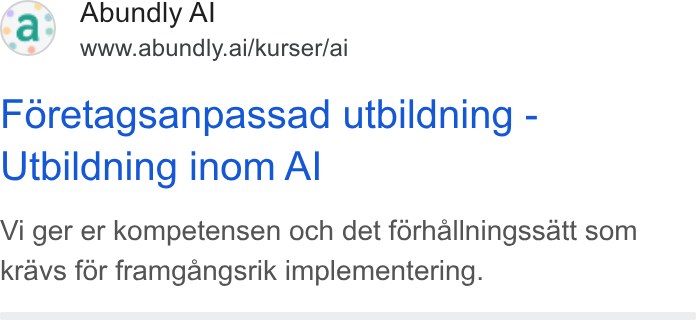 a
Abundly AI
www.abundly.ai/kurser/ai
Företagsanpassad utbildning -
Utbildning inom AI
Vi ger er kompetensen och det förhållningssätt som
krävs för framgångsrik implementering.